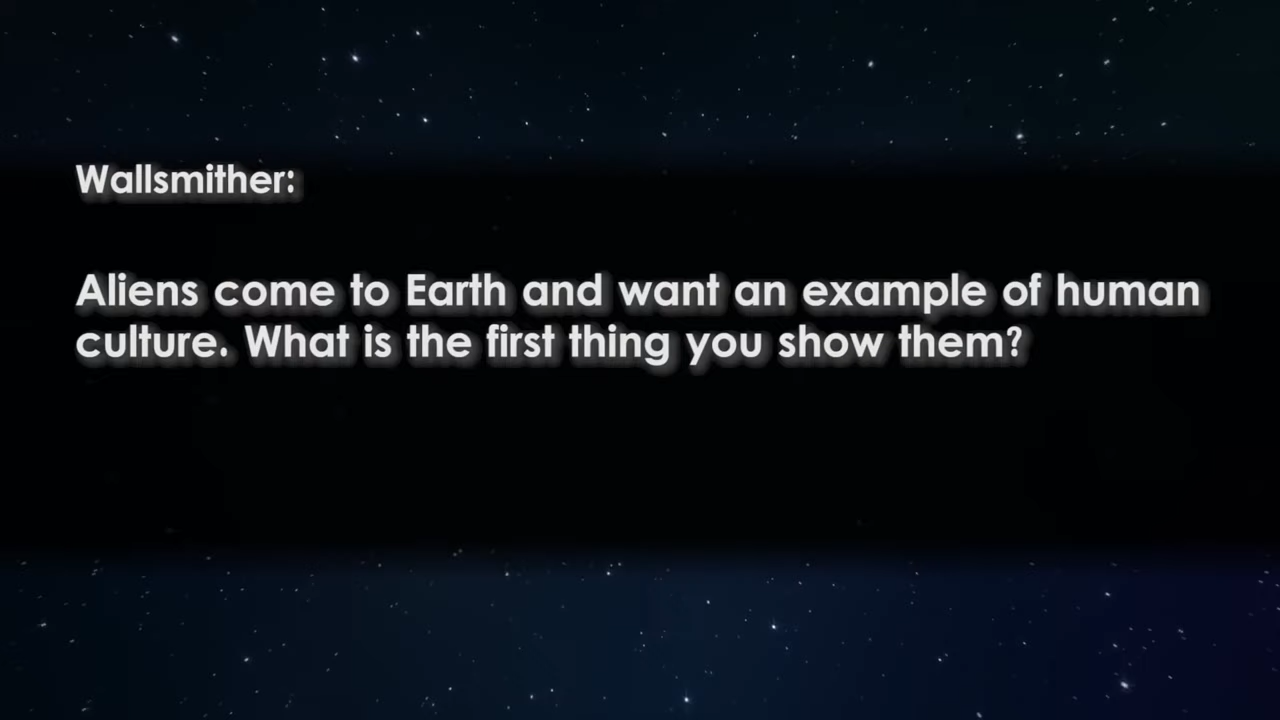 Wallsmither:
Aliens come to Earth and want an example of human
culture. What is the first thing you show them?